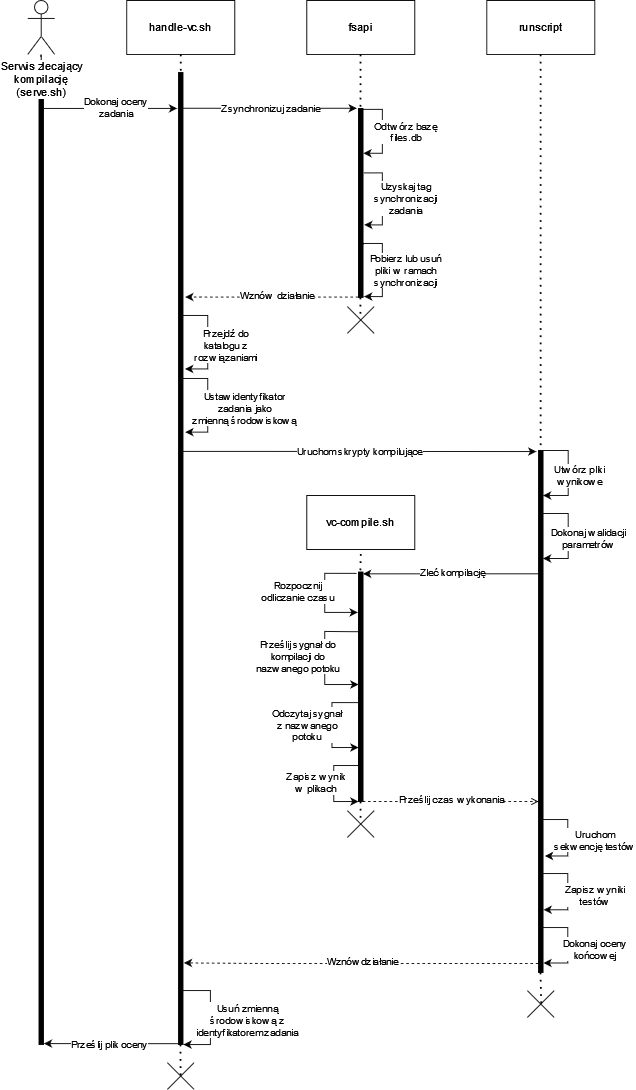 handle-vc.sh
fsapi
runscript
Serwis zlecający
kompilację
(serve.sh)
Dokonaj oceny
zadania
Zsynchronizuj zadanie
Odtwórz bazę
files.db
Uzyskaj tag
synchronizacji
zadania
Pobierz lub usuń
pliki w ramach
synchronizacji
Wznów działanie
Przejdź do
katalogu z
rozwiązaniami
Ustaw identyfikator
zadania jako
zmienną środowiskową
Uruchom skrypty kompilujące
Utwórz pliki
wynikowe
vc-compile.sh
Dokonaj walidacji
parametrów
Zleć kompilację
Rozpocznij
odliczanie czasu
Prześlij sygnał do
kompilacji do
nazwanego potoku
Odczytaj sygnał
z nazwanego
potoku
Zapisz wynik
w plikach
Prześlij czas wykonania
Uruchom
sekwencję testów
Zapisz wyniki
testów
Dokonaj oceny
końcowej
Wznów działanie
Usuń zmienną
środowiskową z
identyfikatorem zadania
Prześlij plik oceny